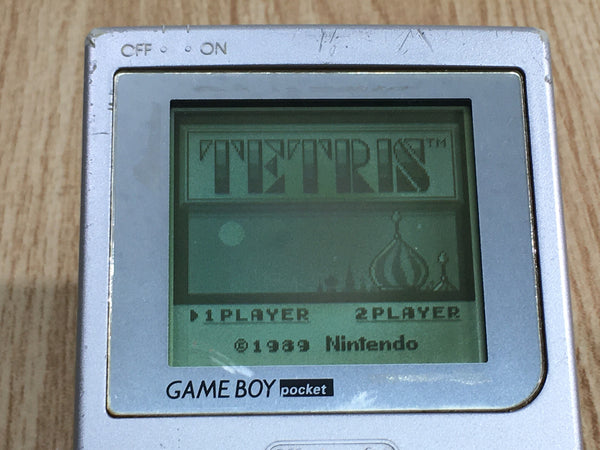 OFF ON
TETRIS™
▶1PLAYER 2PLAYER
©1989 Nintendo
GAME BOY pocket